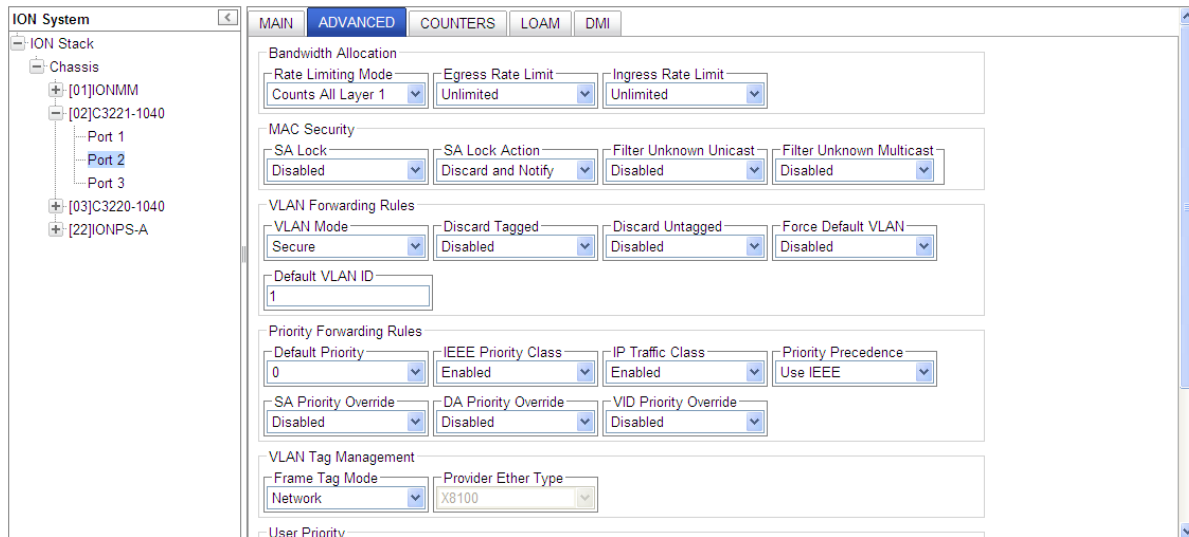 ION System
<
ION Stack
Chassis
[01]IONMM
[02]C3221-1040
Port 1
Port 2
Port 3
[03]C3220-1040
[22]IONPS-A
MAIN ADVANCED COUNTERS LOAM DMI
Bandwidth Allocation
Rate Limiting Mode Egress Rate Limit Ingress Rate Limit
Counts All Layer 1 Unlimited Unlimited
MAC Security
SA Lock SA Lock Action Filter Unknown Unicast Filter Unknown Multicast
Disabled Discard and Notify Disabled Disabled
VLAN Forwarding Rules
VLAN Mode Discard Tagged Discard Untagged Force Default VLAN
Secure Disabled Disabled Disabled
Default VLAN ID
1
Priority Forwarding Rules
Default Priority IEEE Priority Class IP Traffic Class Priority Precedence
0 Enabled Enabled Use IEEE
SA Priority Override DA Priority Override VID Priority Override
Disabled Disabled Disabled
VLAN Tag Management
Frame Tag Mode Provider Ether Type
Network X8100
User Priority